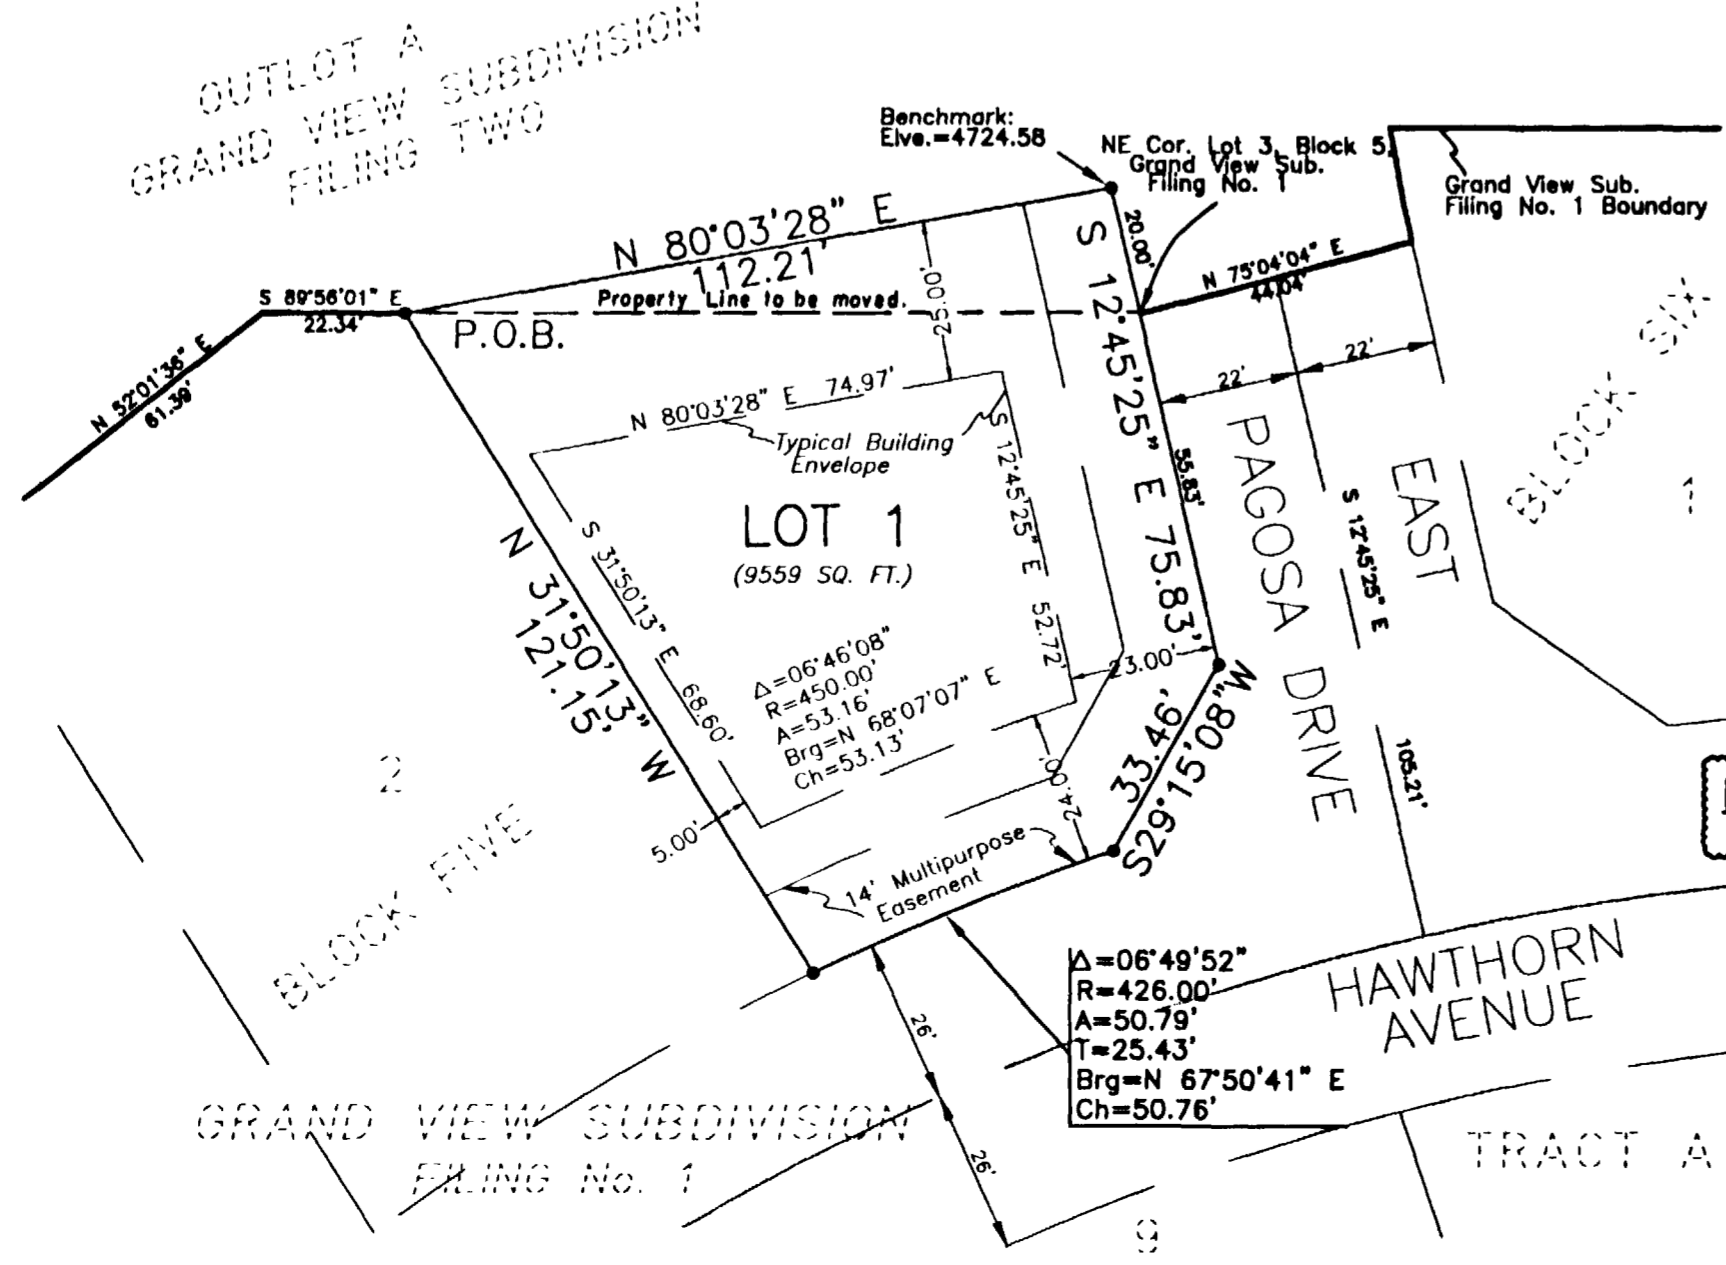 OUTLOT A
GRAND VIEW SUBDIVISION
FILING TWO
Benchmark:
Elve.=4724.58
NE Cor. Lot 3, Block 5,
Grand View Sub.
Filing No. 1
Grand View Sub.
Filing No. 1 Boundary
N 80°03'28" E
112.21'
S 12°45'25" E 75.83'
20.00'
55.83'
N 75°04'04" E
44.04'
S 89°56'01" E
22.34'
Property Line to be moved.
P.O.B.
N 52°01'36" E
61.39'
25.00'
22'
22'
N 80°03'28" E 74.97'
Typical Building
Envelope
S 12°45'25" E 52.72'
LOT 1
(9559 SQ. FT.)
S 31°50'13" E 68.60'
N 31°50'13" W
121.15'
Δ=06°46'08"
R=450.00'
A=53.16'
Brg=N 68°07'07" E
Ch=53.13'
23.00'
24.00'
33.46'
S29°15'08"W
5.00'
14' Multipurpose
Easement
PAGOSA DRIVE
EAST
S 12°45'25" E
105.21'
BLOCK SIX
1
2
BLOCK FIVE
Δ=06°49'52"
R=426.00'
A=50.79'
T=25.43'
Brg=N 67°50'41" E
Ch=50.76'
HAWTHORN
AVENUE
26'
26'
GRAND VIEW SUBDIVISION
FILING No. 1
TRACT A
9